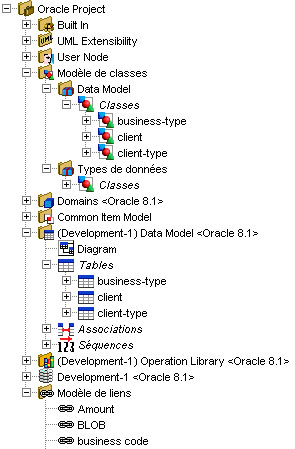 Oracle Project
Built In
UML Extensibility
User Node
Modèle de classes
Data Model
Classes
business-type
client
client-type
Types de données
Classes
Domains <Oracle 8.1>
Common Item Model
(Development-1) Data Model <Oracle 8.1>
Diagram
Tables
business-type
client
client-type
Associations
123 Séquences
(Development-1) Operation Library <Oracle 8.1>
Development-1 <Oracle 8.1>
Modèle de liens
Amount
BLOB
business code